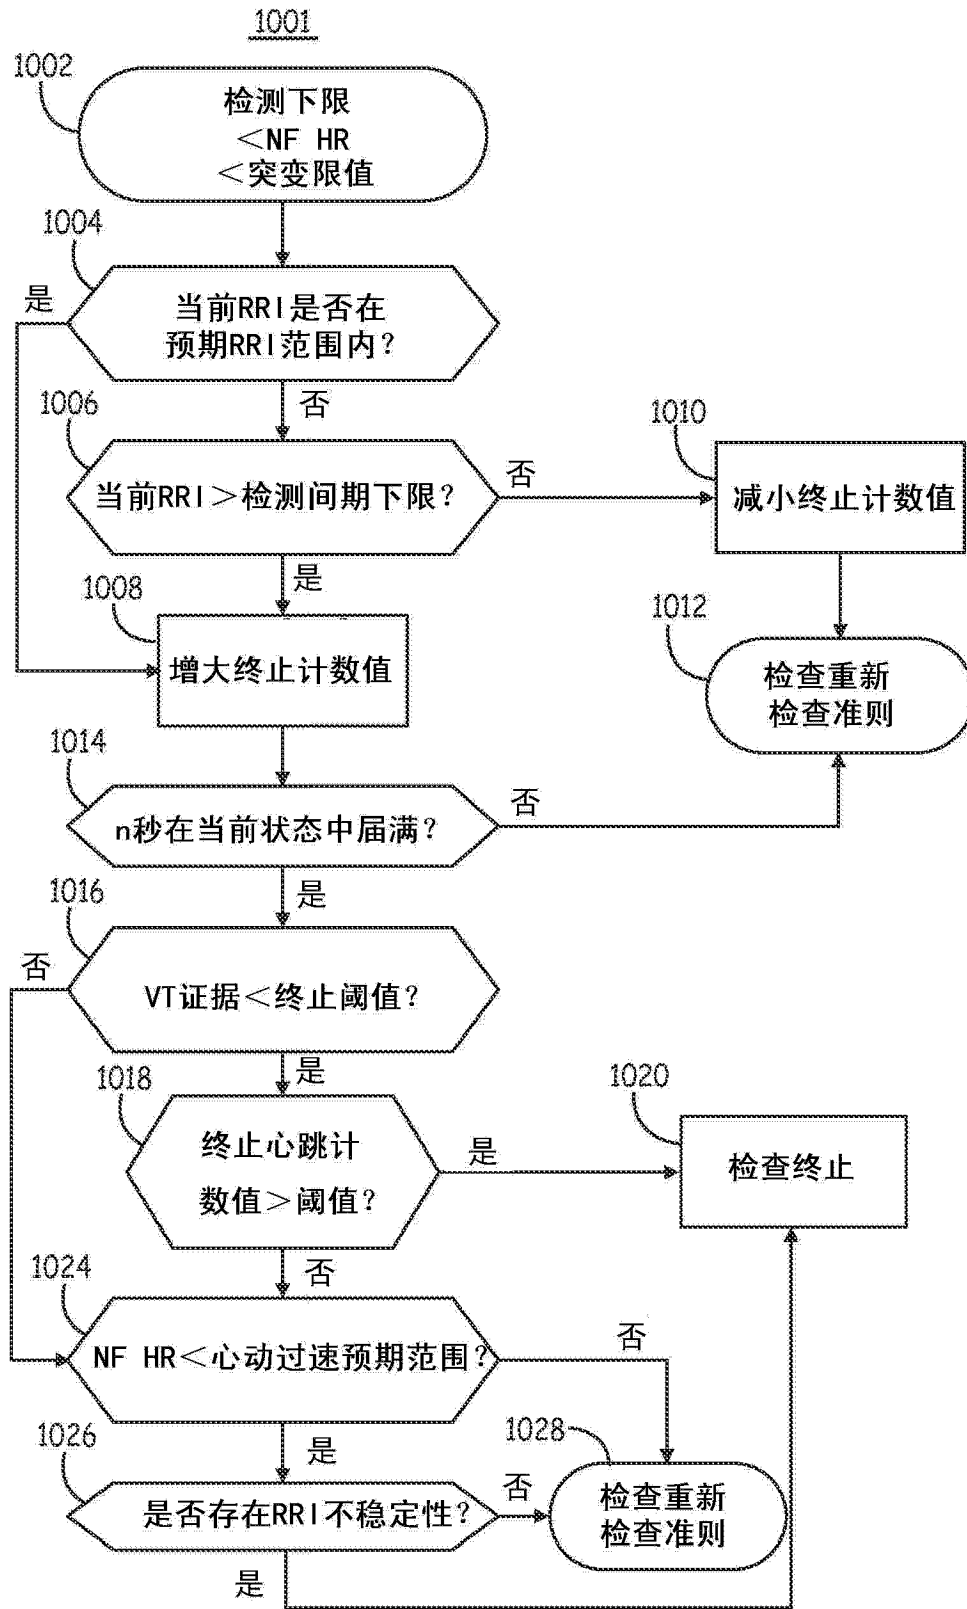 1001
1002
检测下限
＜NF HR
＜突变限值
1004
是
当前RRI是否在
预期RRI范围内？
否
1006
当前RRI＞检测间期下限？
否
1010
减小终止计数值
是
1008
增大终止计数值
1012
检查重新
检查准则
1014
n秒在当前状态中届满？
否
是
1016
否
VT证据＜终止阈值？
是
1018
终止心跳计
数值＞阈值？
是
1020
检查终止
否
1024
NF HR＜心动过速预期范围？
否
是
1026
是否存在RRI不稳定性？
否
1028
检查重新
检查准则
是